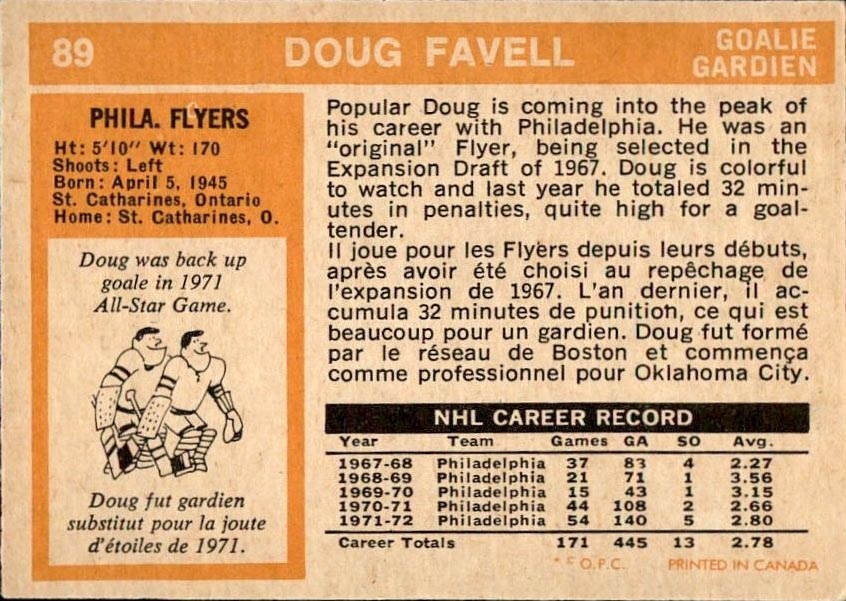 89 DOUG FAVELL GOALIE
GARDIEN
PHILA. FLYERS
Ht: 5'10" Wt: 170
Shoots: Left
Born: April 5, 1945
St. Catharines, Ontario
Home: St. Catharines, O.
Doug was back up
goale in 1971
All-Star Game.
Doug fut gardien
substitut pour la joute
d'étoiles de 1971.
Popular Doug is coming into the peak of
his career with Philadelphia. He was an
"original" Flyer, being selected in the
Expansion Draft of 1967. Doug is colorful
to watch and last year he totaled 32 min-
utes in penalties, quite high for a goal-
tender.
Il joue pour les Flyers depuis leurs débuts,
après avoir été choisi au repêchage de
l'expansion de 1967. L'an dernier, il ac-
cumula 32 minutes de punition, ce qui est
beaucoup pour un gardien. Doug fut formé
par le réseau de Boston et commença
comme professionnel pour Oklahoma City.
NHL CAREER RECORD
Year Team Games GA SO Avg.
1967-68 Philadelphia 37 83 4 2.27
1968-69 Philadelphia 21 71 1 3.56
1969-70 Philadelphia 15 43 1 3.15
1970-71 Philadelphia 44 108 2 2.66
1971-72 Philadelphia 54 140 5 2.80
Career Totals 171 445 13 2.78
* © O.P.C. PRINTED IN CANADA